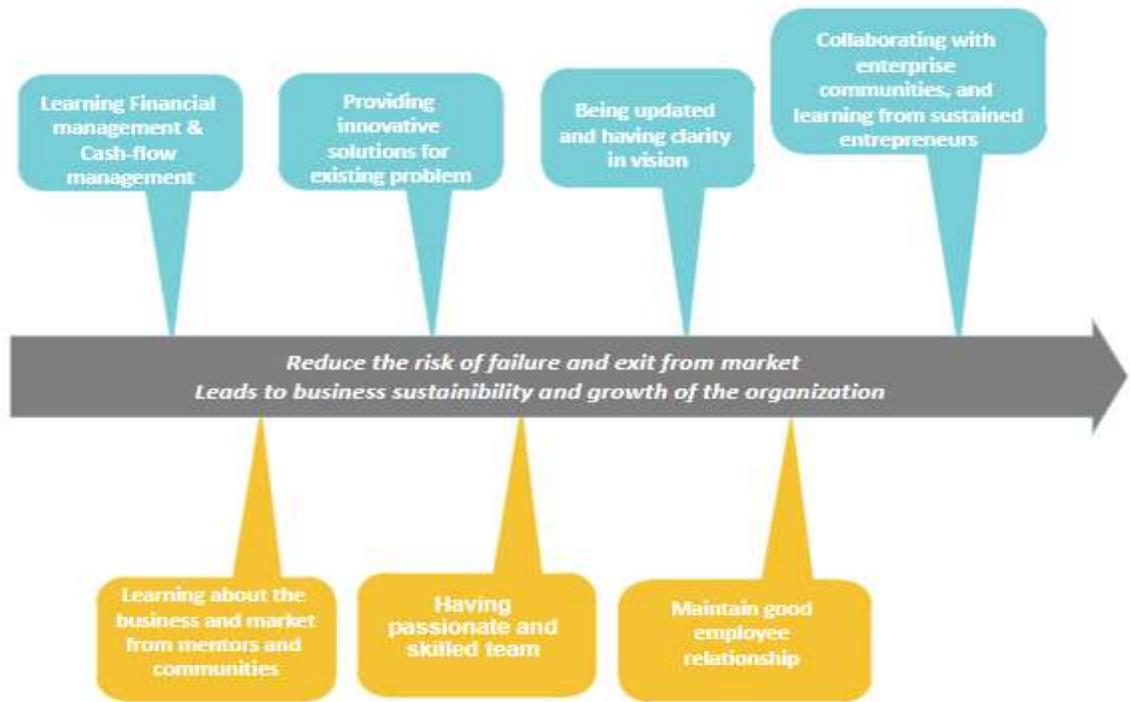 Learning Financial
management &
Cash-flow
management
Providing
innovative
solutions for
existing problem
Being updated
and having clarity
in vision
Collaborating with
enterprise
communities, and
learning from sustained
entrepreneurs
Reduce the risk of failure and exit from market
Leads to business sustainibility and growth of the organization
Learning about the
business and market
from mentors and
communities
Having
passionate and
skilled team
Maintain good
employee
relationship